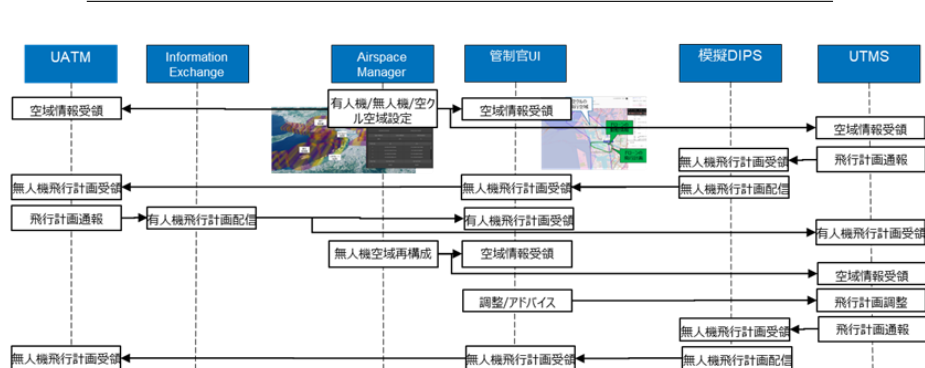 UATM
Information
Exchange
Airspace
Manager
管制官UI
模擬DIPS
UTMS
空域情報受領
有人機/無人機/空ク
ル空域設定
空域情報受領
空域情報受領
無人機飛行計画受領
飛行計画通報
無人機飛行計画受領
無人機飛行計画受領
無人機飛行計画配信
飛行計画通報
有人機飛行計画配信
有人機飛行計画受領
有人機飛行計画受領
無人機空域再構成
空域情報受領
空域情報受領
調整/アドバイス
飛行計画調整
無人機飛行計画受領
飛行計画通報
無人機飛行計画受領
無人機飛行計画受領
無人機飛行計画配信